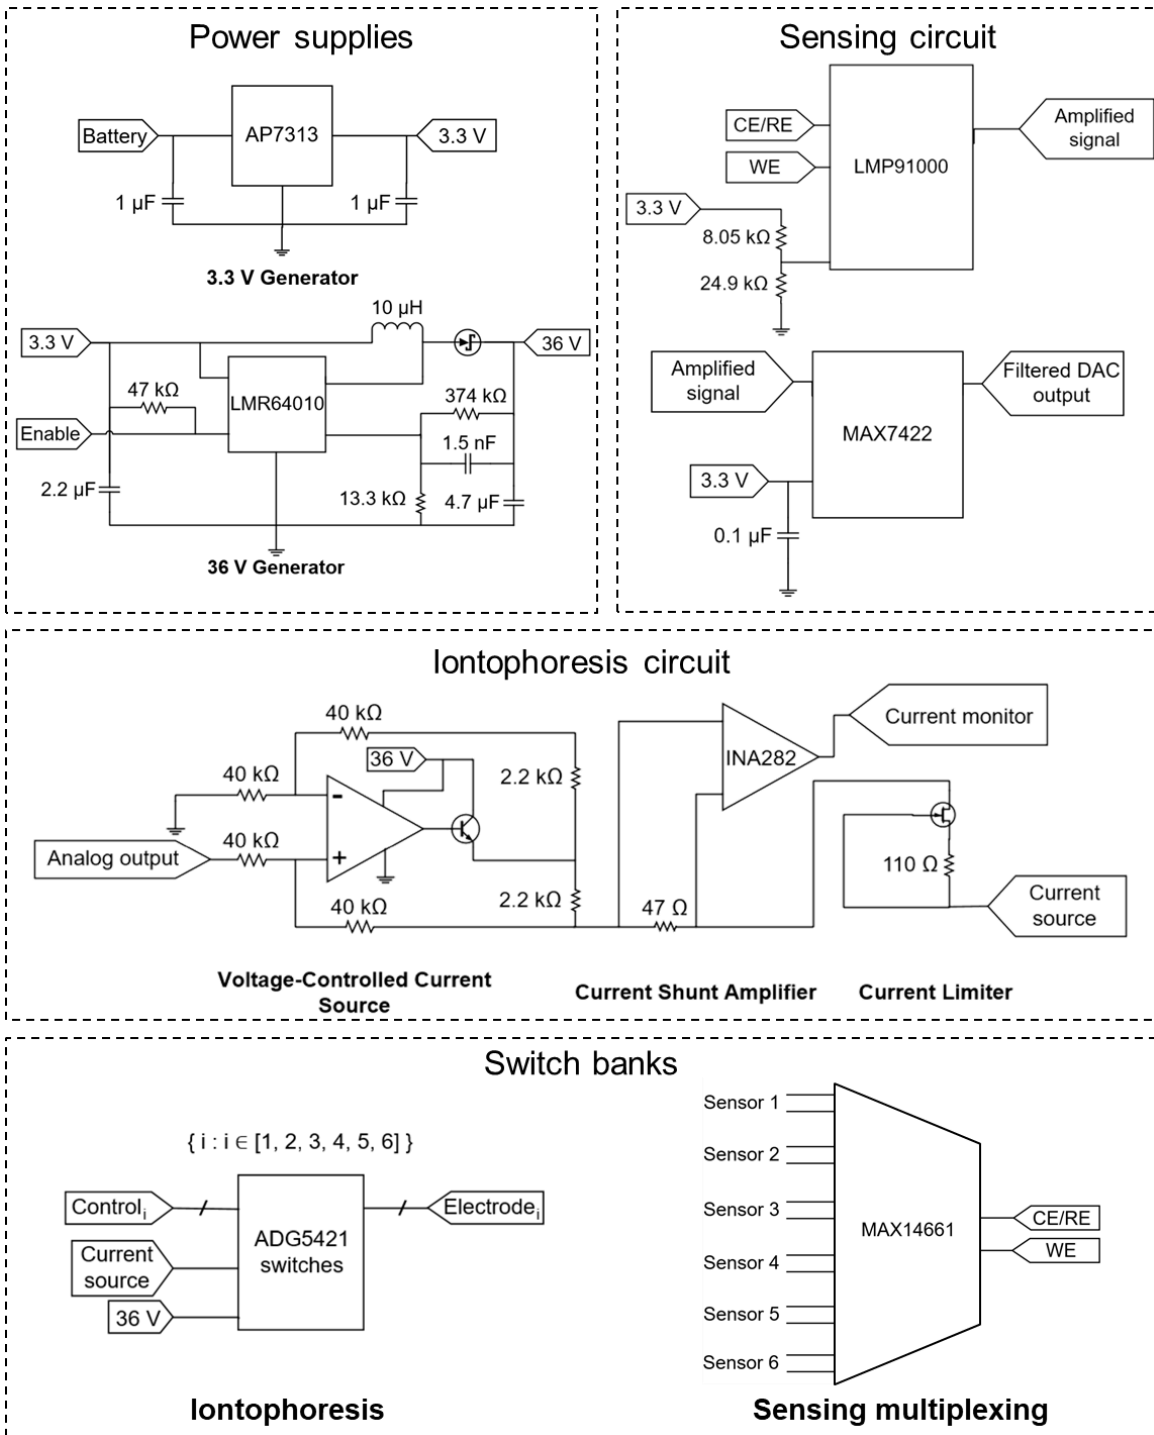 Power supplies
Battery
AP7313
3.3 V
1 µF
1 µF
3.3 V Generator
10 µH
3.3 V
36 V
47 kΩ
LMR64010
374 kΩ
Enable
1.5 nF
2.2 µF
13.3 kΩ
4.7 µF
36 V Generator
Sensing circuit
CE/RE
WE
LMP91000
Amplified
signal
3.3 V
8.05 kΩ
24.9 kΩ
Amplified
signal
MAX7422
Filtered DAC
output
3.3 V
0.1 µF
Iontophoresis circuit
40 kΩ
36 V
40 kΩ
2.2 kΩ
-
40 kΩ
Analog output
+
40 kΩ
2.2 kΩ
INA282
Current monitor
47 Ω
110 Ω
Current
source
Voltage-Controlled Current
Source
Current Shunt Amplifier
Current Limiter
Switch banks
{ i : i ∈ [1, 2, 3, 4, 5, 6] }
Controlᵢ
Current
source
36 V
ADG5421
switches
Electrodeᵢ
Iontophoresis
Sensor 1
Sensor 2
Sensor 3
Sensor 4
Sensor 5
Sensor 6
MAX14661
CE/RE
WE
Sensing multiplexing